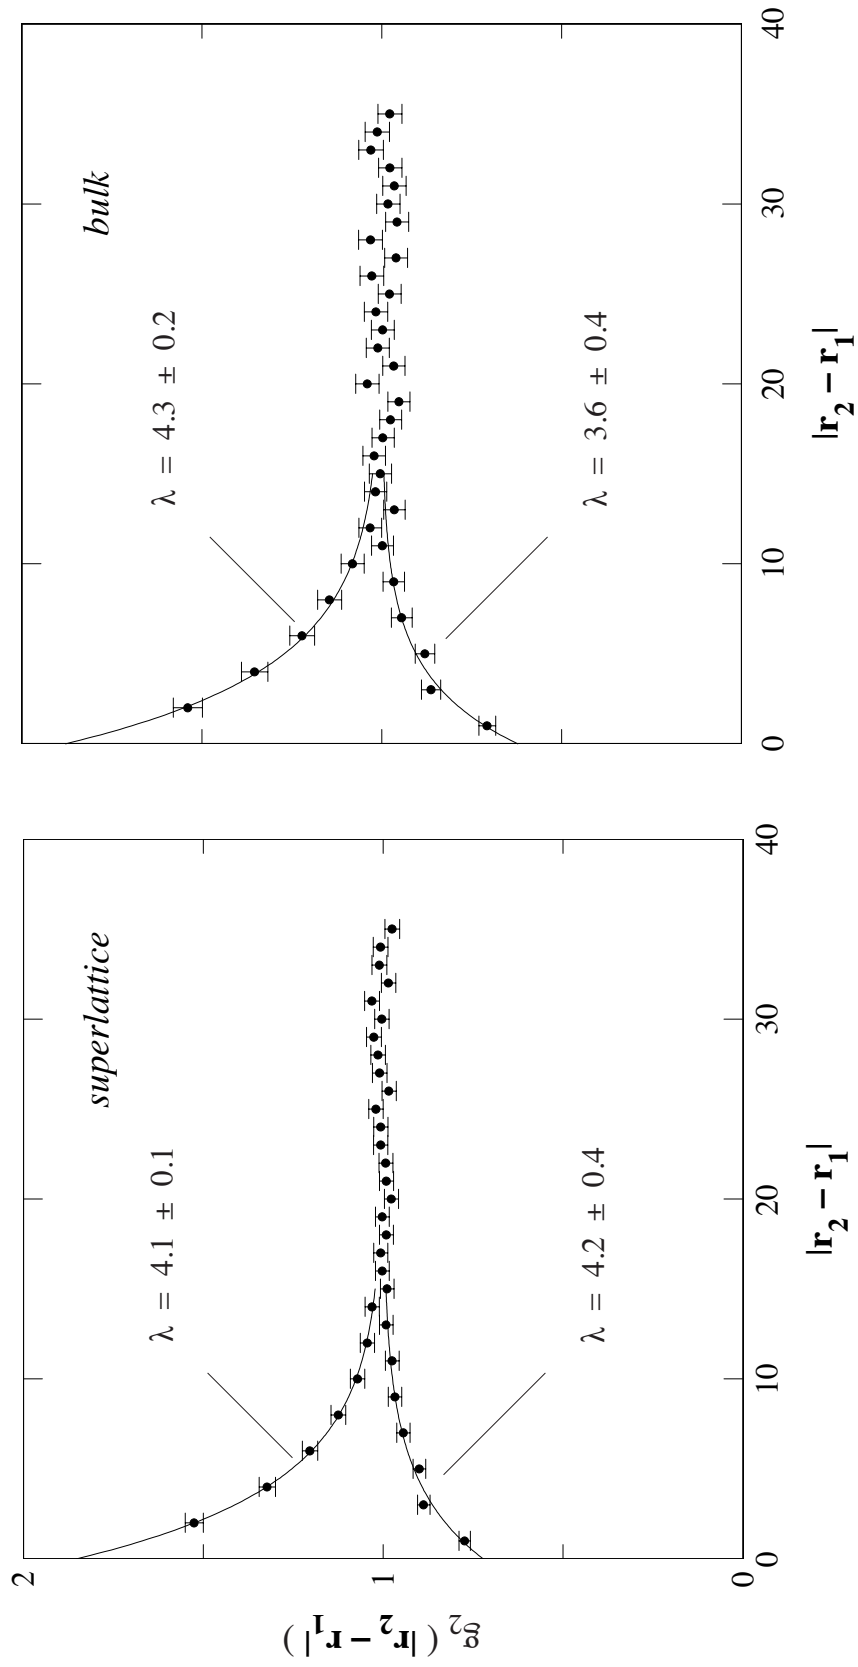 g₂ ( |r₂ − r₁| )
2
1
0
superlattice
λ = 4.1 ± 0.1
λ = 4.2 ± 0.4
0
10
20
30
40
|r₂ − r₁|
bulk
λ = 4.3 ± 0.2
λ = 3.6 ± 0.4
0
10
20
30
40
|r₂ − r₁|